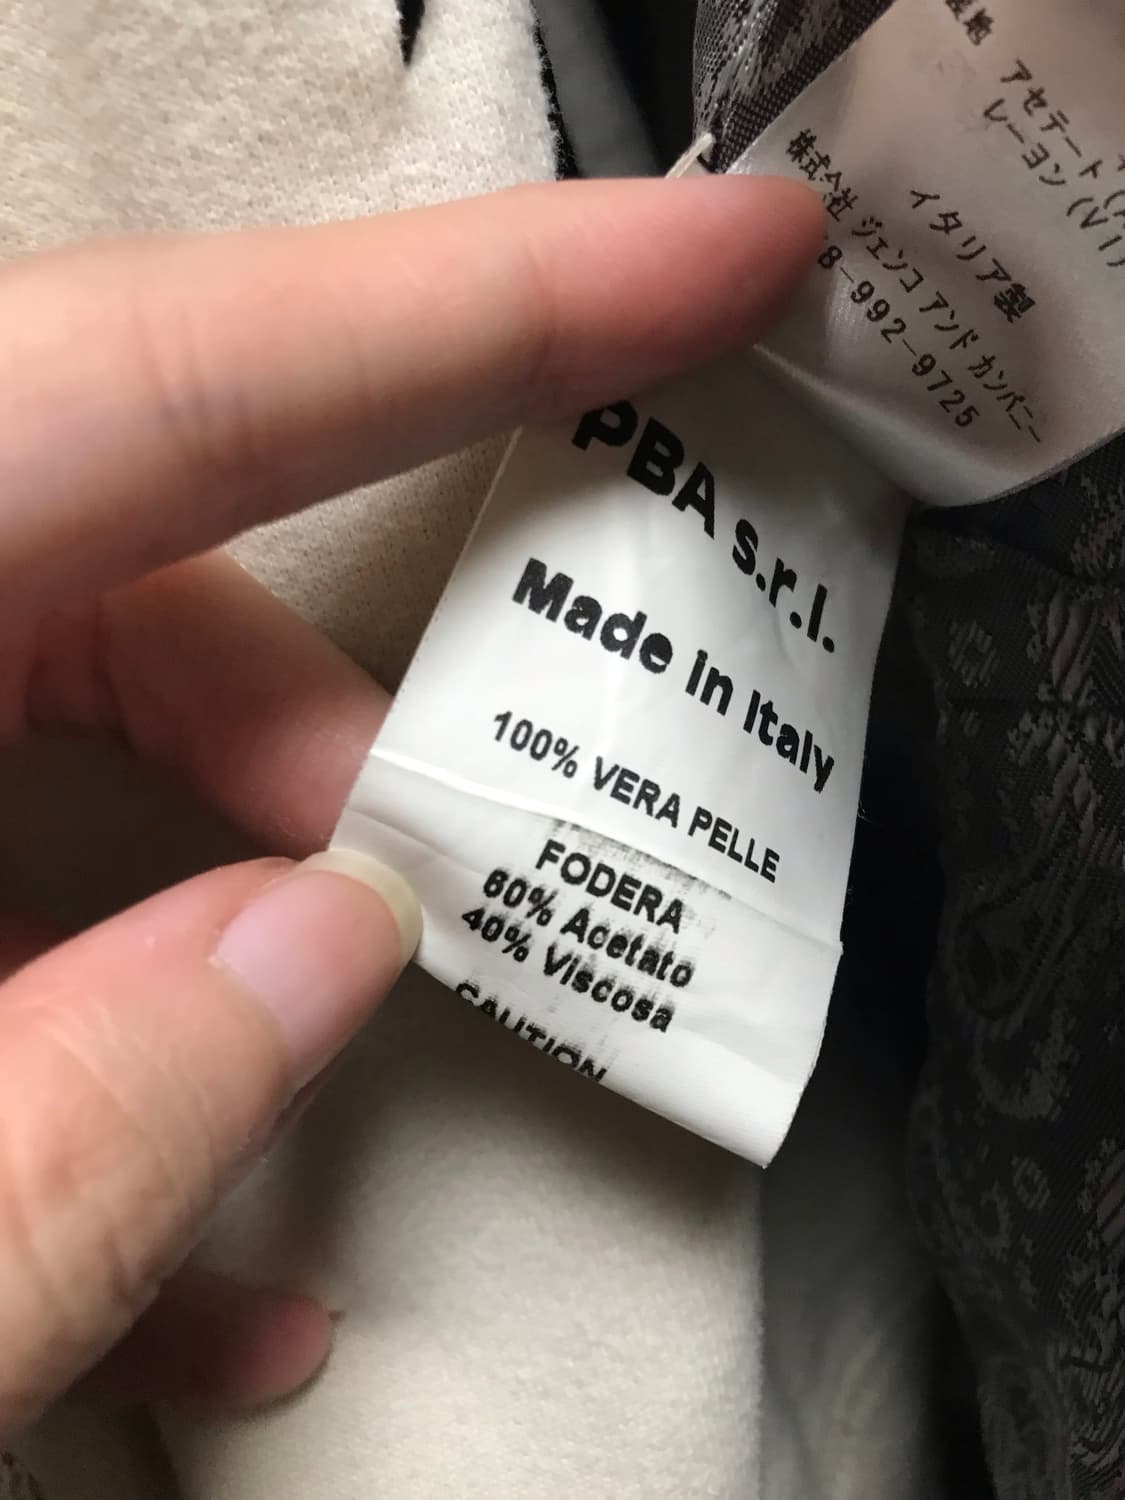 アセテート(
レーヨン(VI)
イタリア製
株式会社 ジェンコ アンド カンパニー
8-992-9725
PBA s.r.l.
Made in Italy
100% VERA PELLE
FODERA
60% Acetato
40% Viscosa
CAUTION